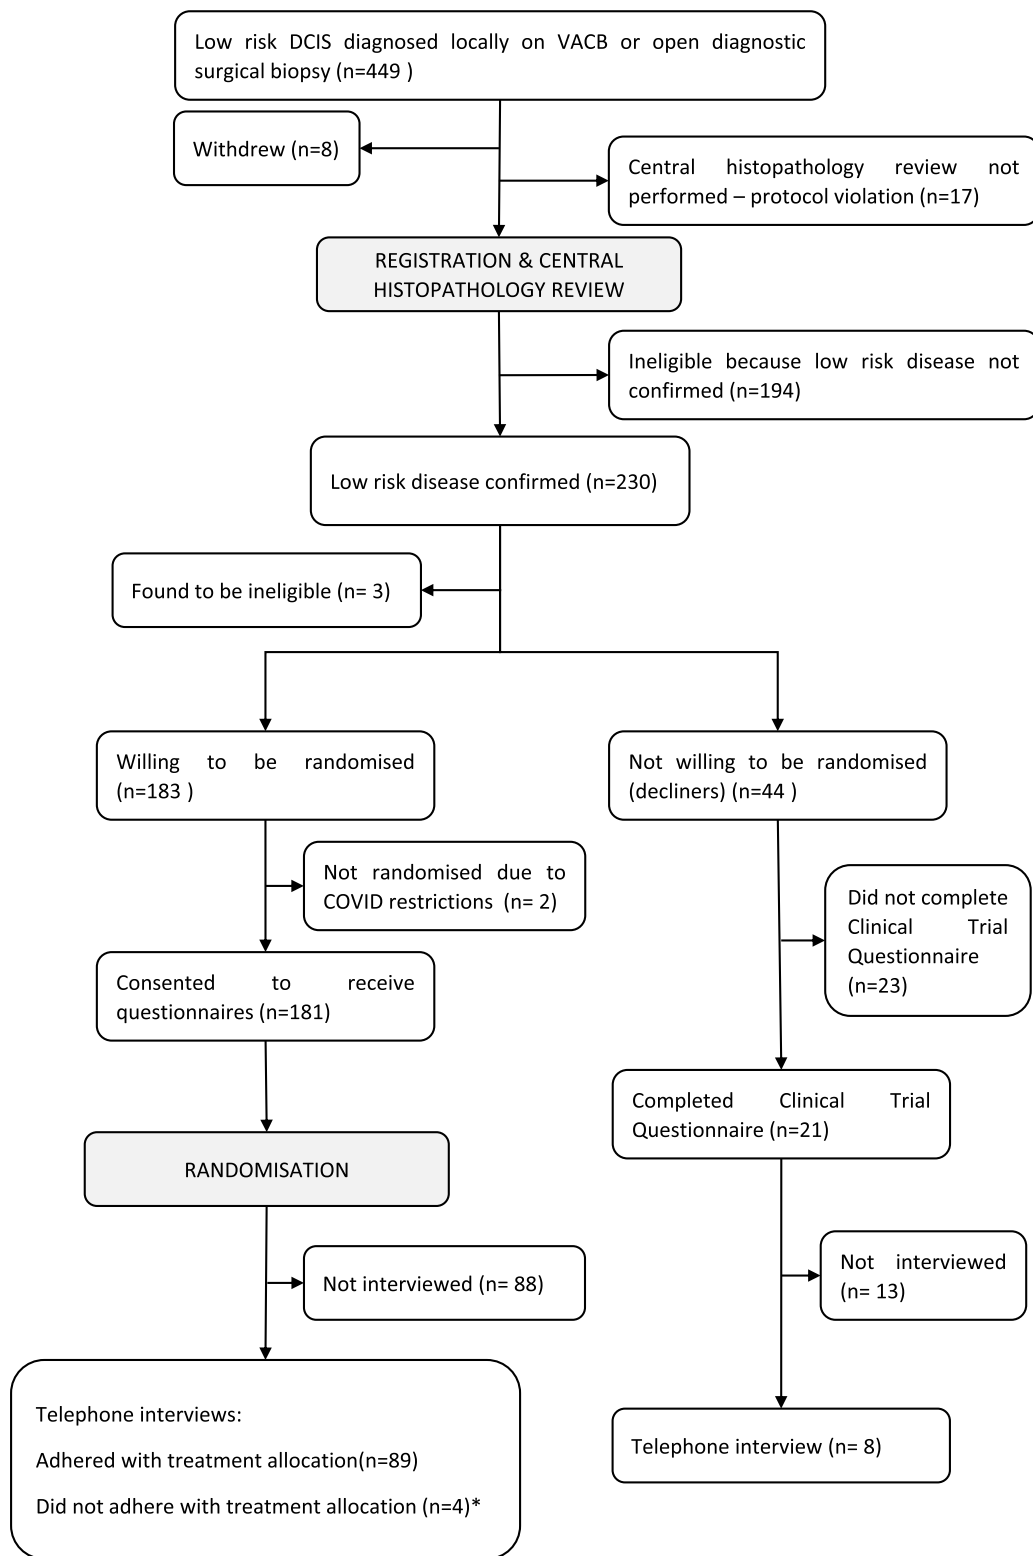 Low risk DCIS diagnosed locally on VACB or open diagnostic
surgical biopsy (n=449 )
Withdrew (n=8)
Central histopathology review not
performed – protocol violation (n=17)
REGISTRATION & CENTRAL
HISTOPATHOLOGY REVIEW
Ineligible because low risk disease not
confirmed (n=194)
Low risk disease confirmed (n=230)
Found to be ineligible (n= 3)
Willing to be randomised
(n=183 )
Not willing to be randomised
(decliners) (n=44 )
Not randomised due to
COVID restrictions (n= 2)
Did not complete
Clinical Trial
Questionnaire
(n=23)
Consented to receive
questionnaires (n=181)
Completed Clinical Trial
Questionnaire (n=21)
RANDOMISATION
Not interviewed (n= 88)
Not interviewed
(n= 13)
Telephone interviews:
Adhered with treatment allocation(n=89)
Did not adhere with treatment allocation (n=4)*
Telephone interview (n= 8)